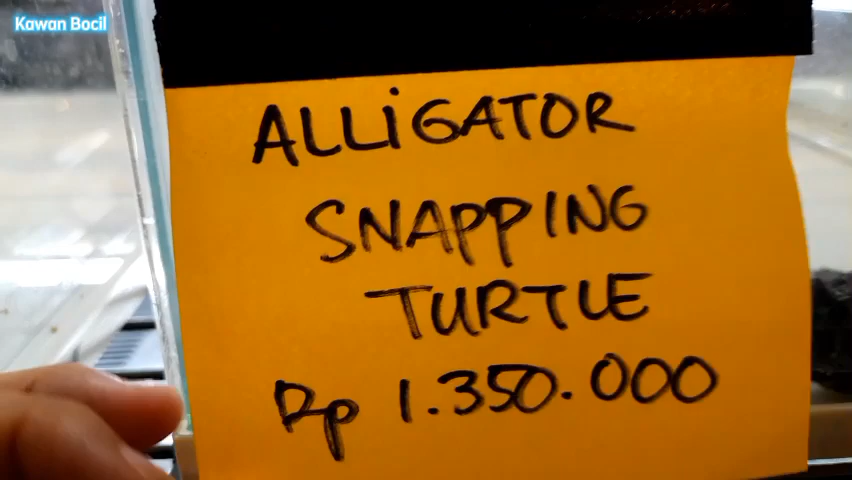 Kawan Bocil
ALLiGATOR
SNAPPING
TURTLE
Rp 1.350.000